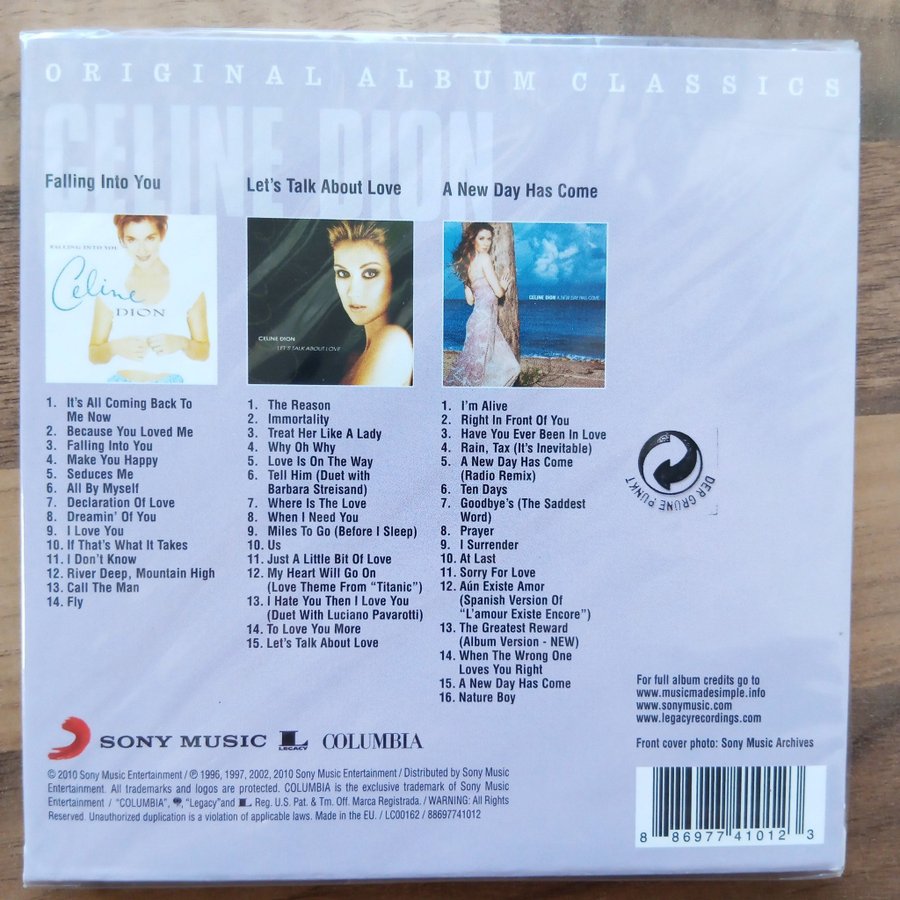 ORIGINAL ALBUM CLASSICS
CELINE DION
Falling Into You
FALLING INTO YOU
Celine
DION
1. It's All Coming Back To
Me Now
2. Because You Loved Me
3. Falling Into You
4. Make You Happy
5. Seduces Me
6. All By Myself
7. Declaration Of Love
8. Dreamin' Of You
9. I Love You
10. If That's What It Takes
11. I Don't Know
12. River Deep, Mountain High
13. Call The Man
14. Fly
Let's Talk About Love
CELINE DION
LET'S TALK ABOUT LOVE
1. The Reason
2. Immortality
3. Treat Her Like A Lady
4. Why Oh Why
5. Love Is On The Way
6. Tell Him (Duet with
Barbara Streisand)
7. Where Is The Love
8. When I Need You
9. Miles To Go (Before I Sleep)
10. Us
11. Just A Little Bit Of Love
12. My Heart Will Go On
(Love Theme From “Titanic”)
13. I Hate You Then I Love You
(Duet With Luciano Pavarotti)
14. To Love You More
15. Let's Talk About Love
A New Day Has Come
CELINE DION A NEW DAY HAS COME
1. I'm Alive
2. Right In Front Of You
3. Have You Ever Been In Love
4. Rain, Tax (It's Inevitable)
5. A New Day Has Come
(Radio Remix)
6. Ten Days
7. Goodbye's (The Saddest
Word)
8. Prayer
9. I Surrender
10. At Last
11. Sorry For Love
12. Aún Existe Amor
(Spanish Version Of
“L'amour Existe Encore”)
13. The Greatest Reward
(Album Version - NEW)
14. When The Wrong One
Loves You Right
15. A New Day Has Come
16. Nature Boy
DER GRÜNE PUNKT
For full album credits go to
www.musicmadesimple.info
www.sonymusic.com
www.legacyrecordings.com
Front cover photo: Sony Music Archives
SONY MUSIC L LEGACY COLUMBIA
© 2010 Sony Music Entertainment / ℗ 1996, 1997, 2002, 2010 Sony Music Entertainment / Distributed by Sony Music
Entertainment. All trademarks and logos are protected. COLUMBIA is the exclusive trademark of Sony Music
Entertainment / “COLUMBIA”, , “Legacy”and L Reg. U.S. Pat. & Tm. Off. Marca Registrada. / WARNING: All Rights
Reserved. Unauthorized duplication is a violation of applicable laws. Made in the EU. / LC00162 / 88697741012
8 86977 41012 3